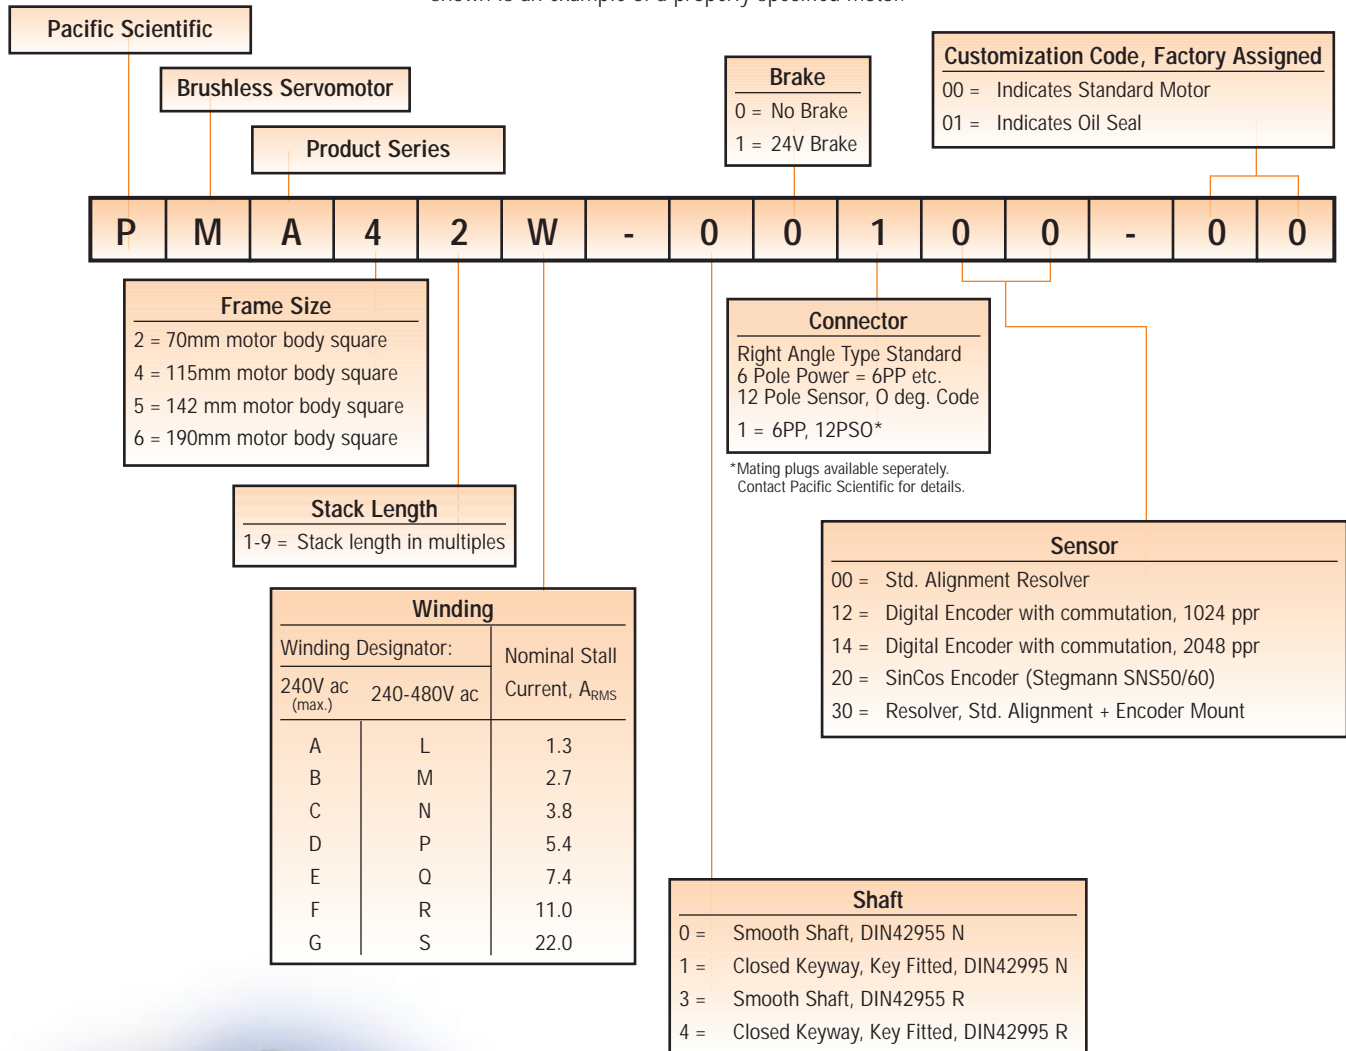 shown is an example of a properly specified motor.
Pacific Scientific
Brushless Servomotor
Product Series
Brake
0 = No Brake
1 = 24V Brake
Customization Code, Factory Assigned
00 = Indicates Standard Motor
01 = Indicates Oil Seal
P M A 4 2 W - 0 0 1 0 0 - 0 0
Frame Size
2 = 70mm motor body square
4 = 115mm motor body square
5 = 142 mm motor body square
6 = 190mm motor body square
Connector
Right Angle Type Standard
6 Pole Power = 6PP etc.
12 Pole Sensor, O deg. Code
1 = 6PP, 12PSO*
*Mating plugs available seperately.
Contact Pacific Scientific for details.
Stack Length
1-9 = Stack length in multiples
Sensor
00 = Std. Alignment Resolver
12 = Digital Encoder with commutation, 1024 ppr
14 = Digital Encoder with commutation, 2048 ppr
20 = SinCos Encoder (Stegmann SNS50/60)
30 = Resolver, Std. Alignment + Encoder Mount
Winding
Winding Designator:
Nominal Stall
Current, ARMS
240V ac
(max.)
240-480V ac
A L 1.3
B M 2.7
C N 3.8
D P 5.4
E Q 7.4
F R 11.0
G S 22.0
Shaft
0 = Smooth Shaft, DIN42955 N
1 = Closed Keyway, Key Fitted, DIN42995 N
3 = Smooth Shaft, DIN42955 R
4 = Closed Keyway, Key Fitted, DIN42995 R